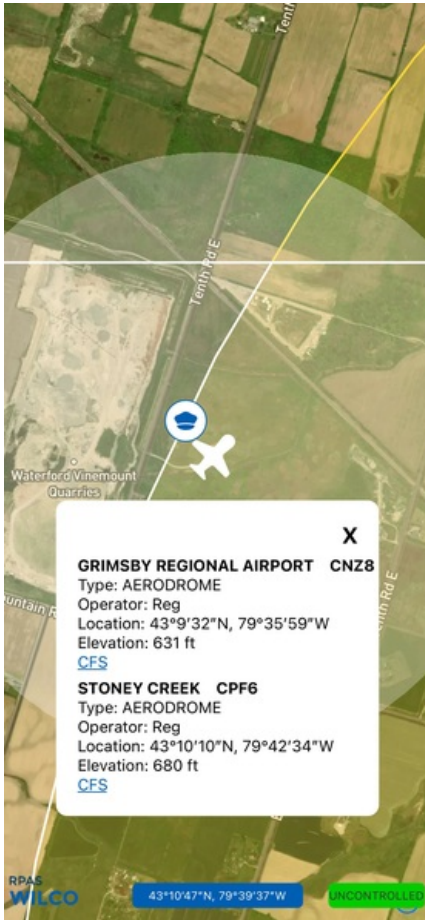 Tenth
Tenth Rd E
Waterford Vinemount
Quarries
X
GRIMSBY REGIONAL AIRPORT CNZ8
Type: AERODROME
Operator: Reg
Location: 43°9'32"N, 79°35'59"W
Elevation: 631 ft
CFS
STONEY CREEK CPF6
Type: AERODROME
Operator: Reg
Location: 43°10'10"N, 79°42'34"W
Elevation: 680 ft
CFS
untain R
enth Rd E
RPAS
WILCO
43°10'47"N, 79°39'37"W
UNCONTROLLED